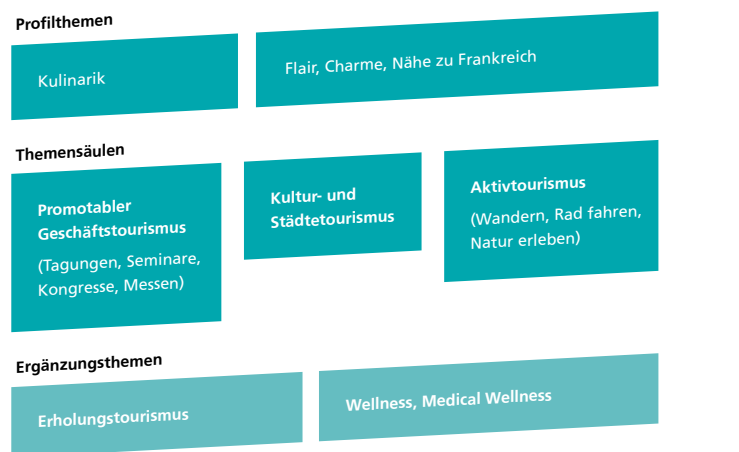 Profilthemen
Kulinarik
Flair, Charme, Nähe zu Frankreich
Themensäulen
Promotabler
Geschäftstourismus
(Tagungen, Seminare,
Kongresse, Messen)
Kultur- und
Städtetourismus
Aktivtourismus
(Wandern, Rad fahren,
Natur erleben)
Ergänzungsthemen
Erholungstourismus
Wellness, Medical Wellness